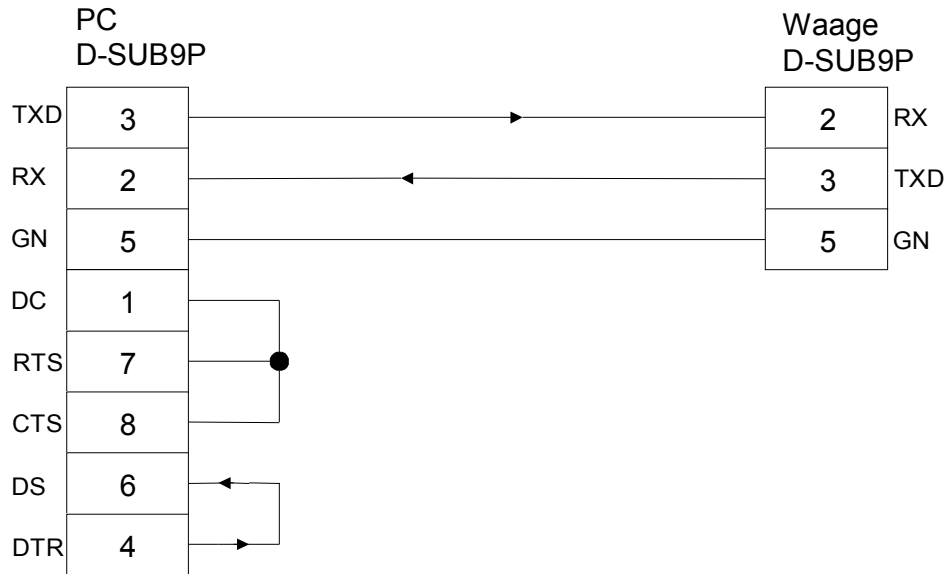 PC
D-SUB9P
Waage
D-SUB9P
TXD 3 2 RX
RX 2 3 TXD
GN 5 5 GN
DC 1
RTS 7
CTS 8
DS 6
DTR 4